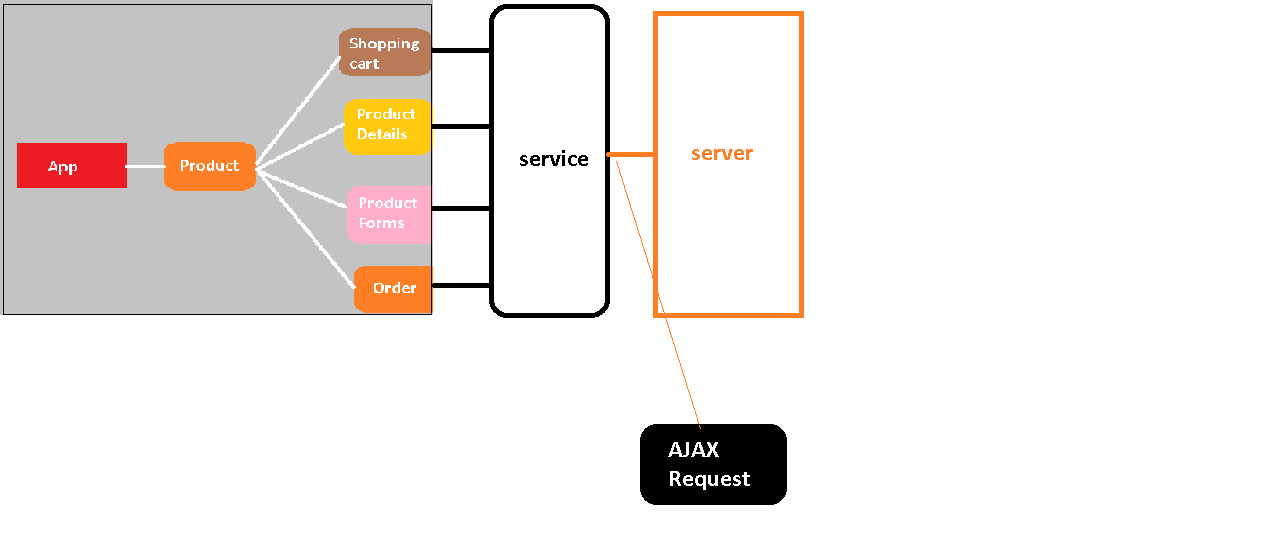 App
Product
Shopping
cart
Product
Details
Product
Forms
Order
service
server
AJAX
Request